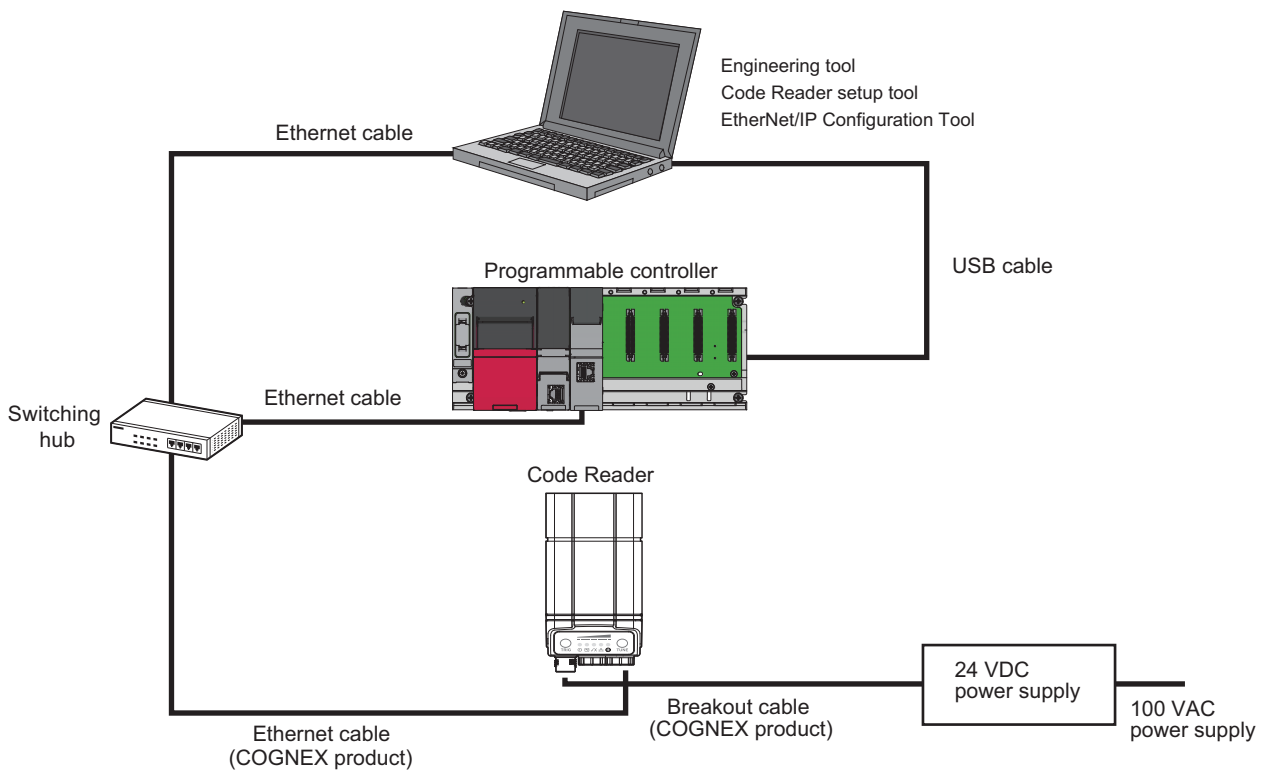 Engineering tool
Code Reader setup tool
EtherNet/IP Configuration Tool
Ethernet cable
USB cable
Programmable controller
Ethernet cable
Switching
hub
Code Reader
TRIG
TUNE
24 VDC
power supply
Breakout cable
(COGNEX product)
100 VAC
power supply
Ethernet cable
(COGNEX product)